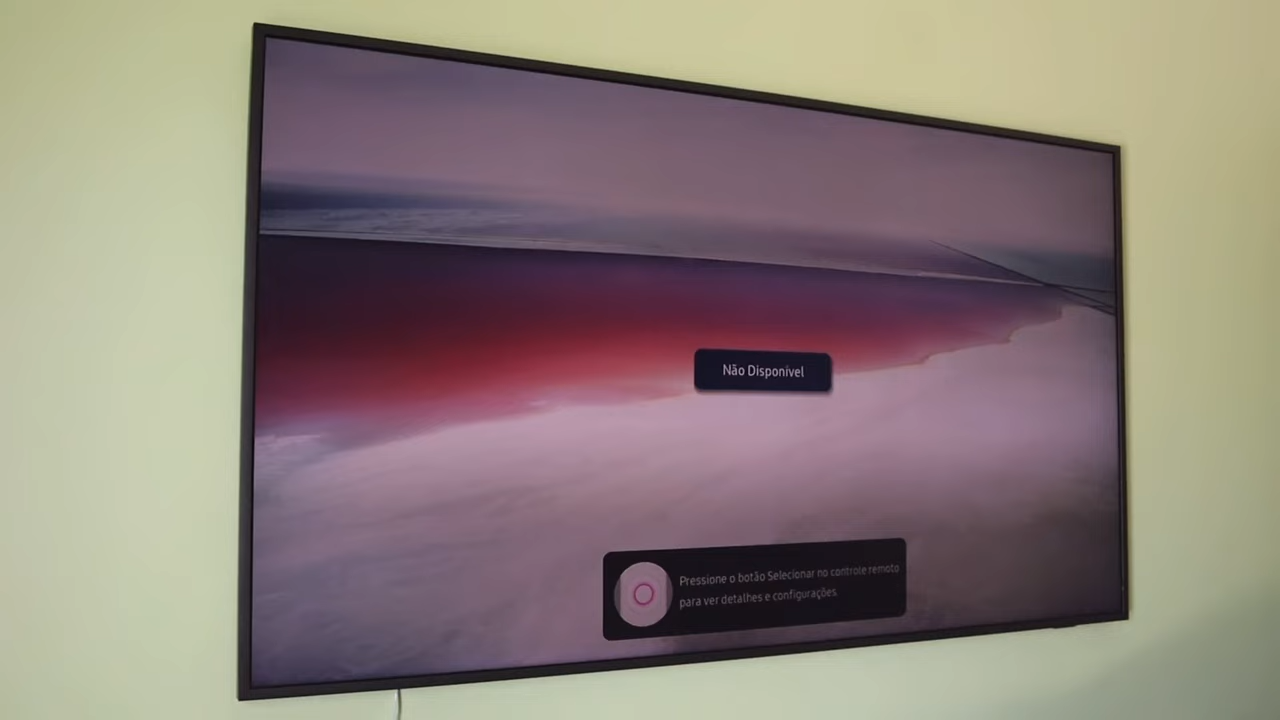 Não Disponível
Pressione o botão Selecionar no controle remoto
para ver detalhes e configurações.